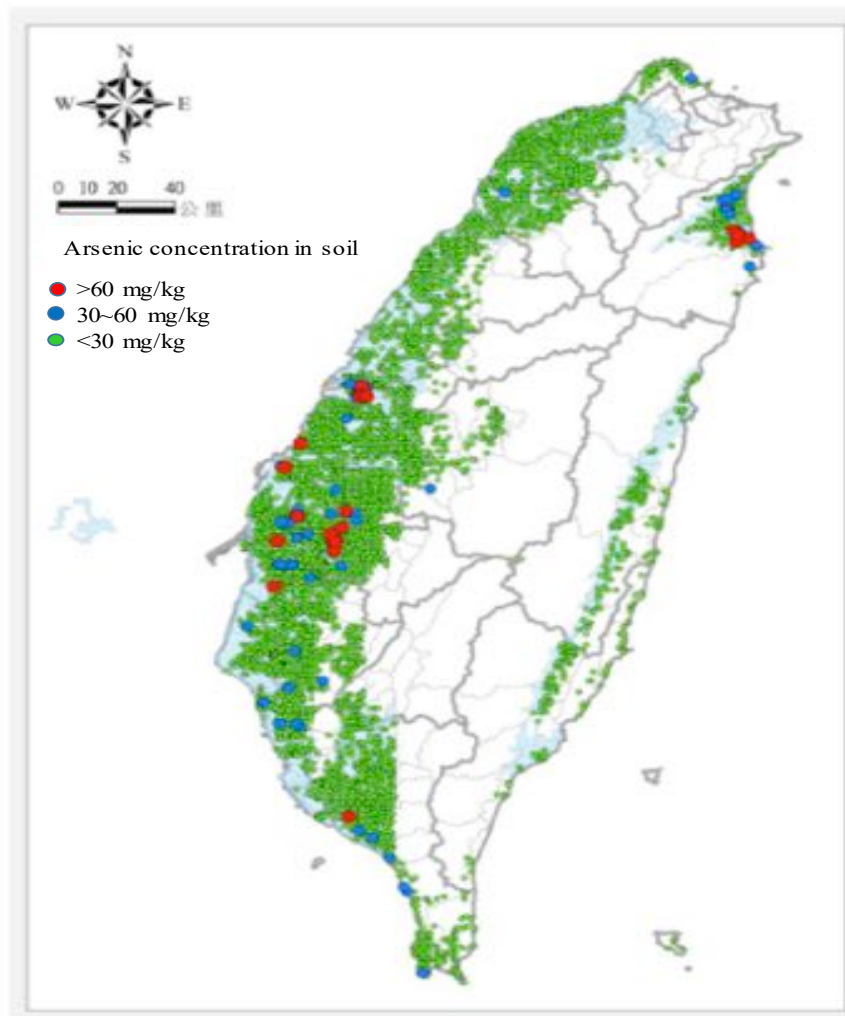 N
W E
S
0 10 20 40
公里
Arsenic concentration in soil
>60 mg/kg
30~60 mg/kg
<30 mg/kg